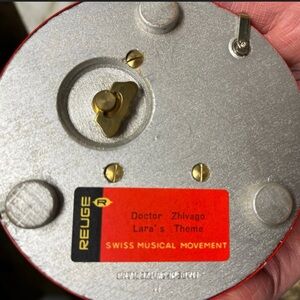 REUGE R
Doctor Zhivago
Lara's Theme
SWISS MUSICAL MOVEMENT